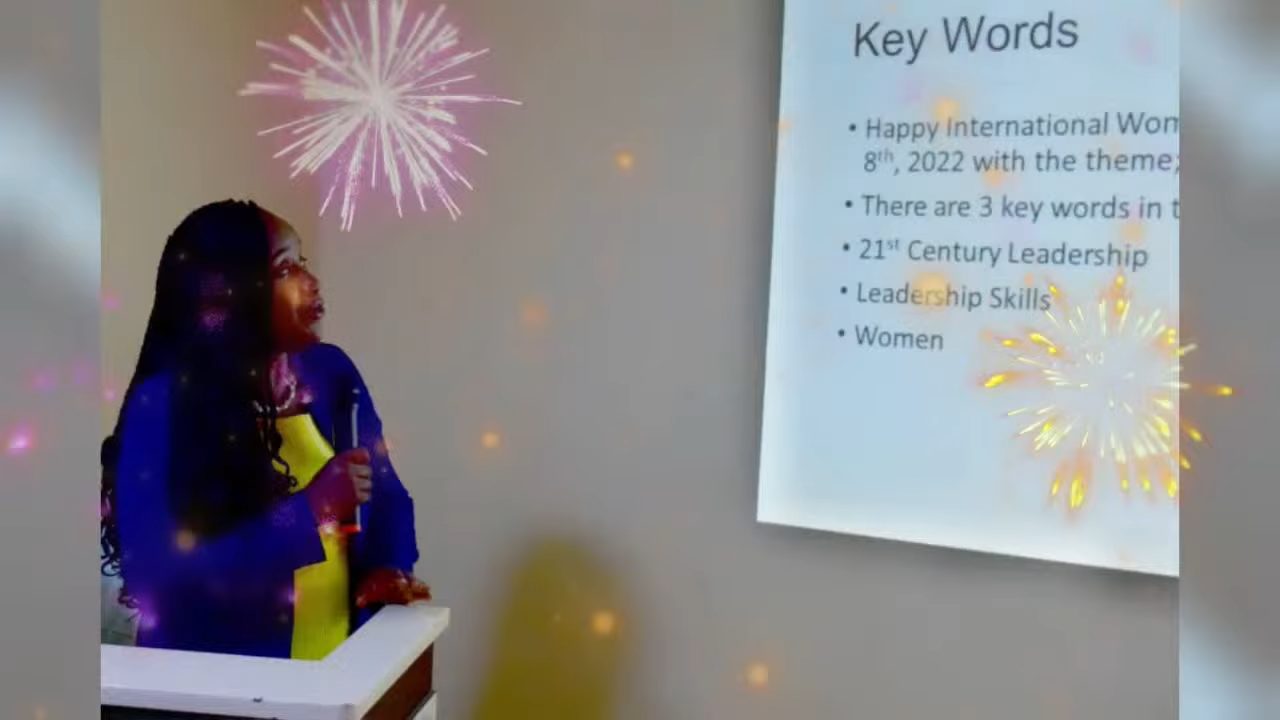 Key Words
• Happy International Wom
8th, 2022 with the theme;
• There are 3 key words in t
• 21st Century Leadership
• Leadership Skills
• Women